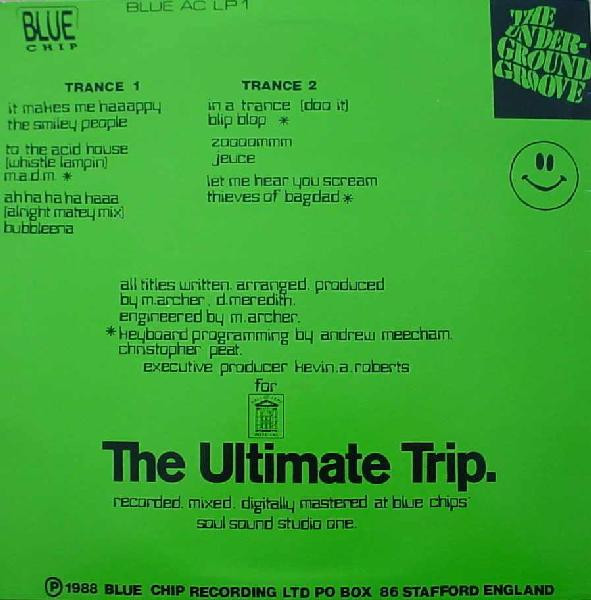 BLUE AC LP1
BLUE
CHIP
THE
UNDER-
GROUND
GROOVE
TRANCE 1
it makes me haaappy
the smiley people
to the acid house
(whistle lampin)
m.a.d.m. *
ah ha ha ha haaa
(alright matey mix)
bubbleena
TRANCE 2
in a trance (doo it)
blip blop *
zoooommm
jeuce
let me hear you scream
thieves of bagdad *
all titles written. arranged. produced
by m.archer, d.meredith.
engineered by m.archer.
*keyboard programming by andrew meecham.
christopher peat.
executive producer kevin.a.roberts
for
The Ultimate Trip.
recorded. mixed. digitally mastered at blue chips'
soul sound studio one.
Ⓟ1988 BLUE CHIP RECORDING LTD PO BOX 86 STAFFORD ENGLAND